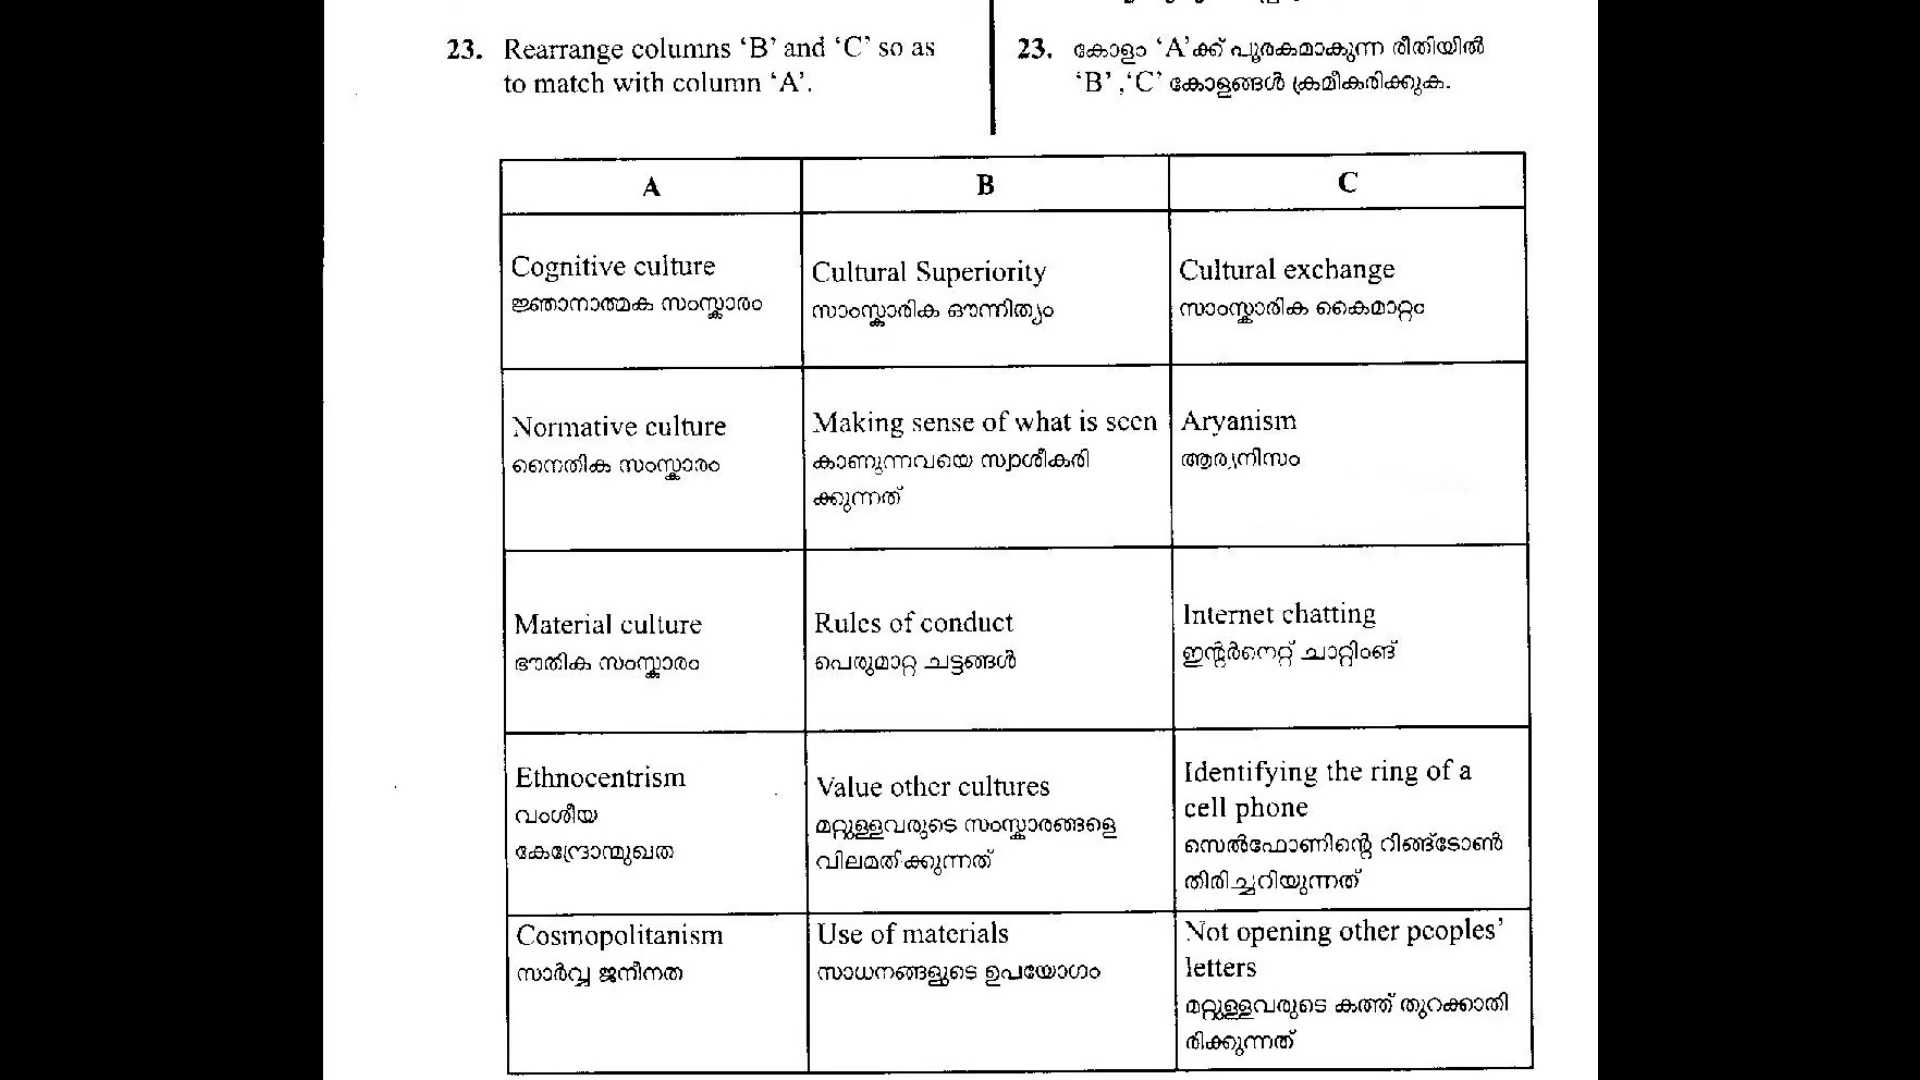 23. Rearrange columns ‘B’ and ‘C’ so as
to match with column ‘A’.
23. കോളം ‘A’ക്ക് പൂരകമാകുന്ന രീതിയിൽ
‘B’ ,‘C’ കോളങ്ങൾ ക്രമീകരിക്കുക.
A
B
C
Cognitive culture
ജ്ഞാനാത്മക സംസ്കാരം
Cultural Superiority
സാംസ്കാരിക ഔന്നിത്യം
Cultural exchange
സാംസ്കാരിക കൈമാറ്റം
Normative culture
നൈതിക സംസ്കാരം
Making sense of what is seen
കാണുന്നവയെ സ്വാശീകരി
ക്കുന്നത്
Aryanism
ആര്യനിസം
Material culture
ഭൗതിക സംസ്കാരം
Rules of conduct
പെരുമാറ്റ ചട്ടങ്ങൾ
Internet chatting
ഇന്റർനെറ്റ് ചാറ്റിംങ്
Ethnocentrism
വംശീയ
കേന്ദ്രോന്മുഖത
Value other cultures
മറ്റുള്ളവരുടെ സംസ്കാരങ്ങളെ
വിലമതിക്കുന്നത്
Identifying the ring of a
cell phone
സെൽഫോണിന്റെ റിങ്ങ്ടോൺ
തിരിച്ചറിയുന്നത്
Cosmopolitanism
സാർവ്വ ജനീനത
Use of materials
സാധനങ്ങളുടെ ഉപയോഗം
Not opening other peoples’
letters
മറ്റുള്ളവരുടെ കത്ത് തുറക്കാതി
രിക്കുന്നത്